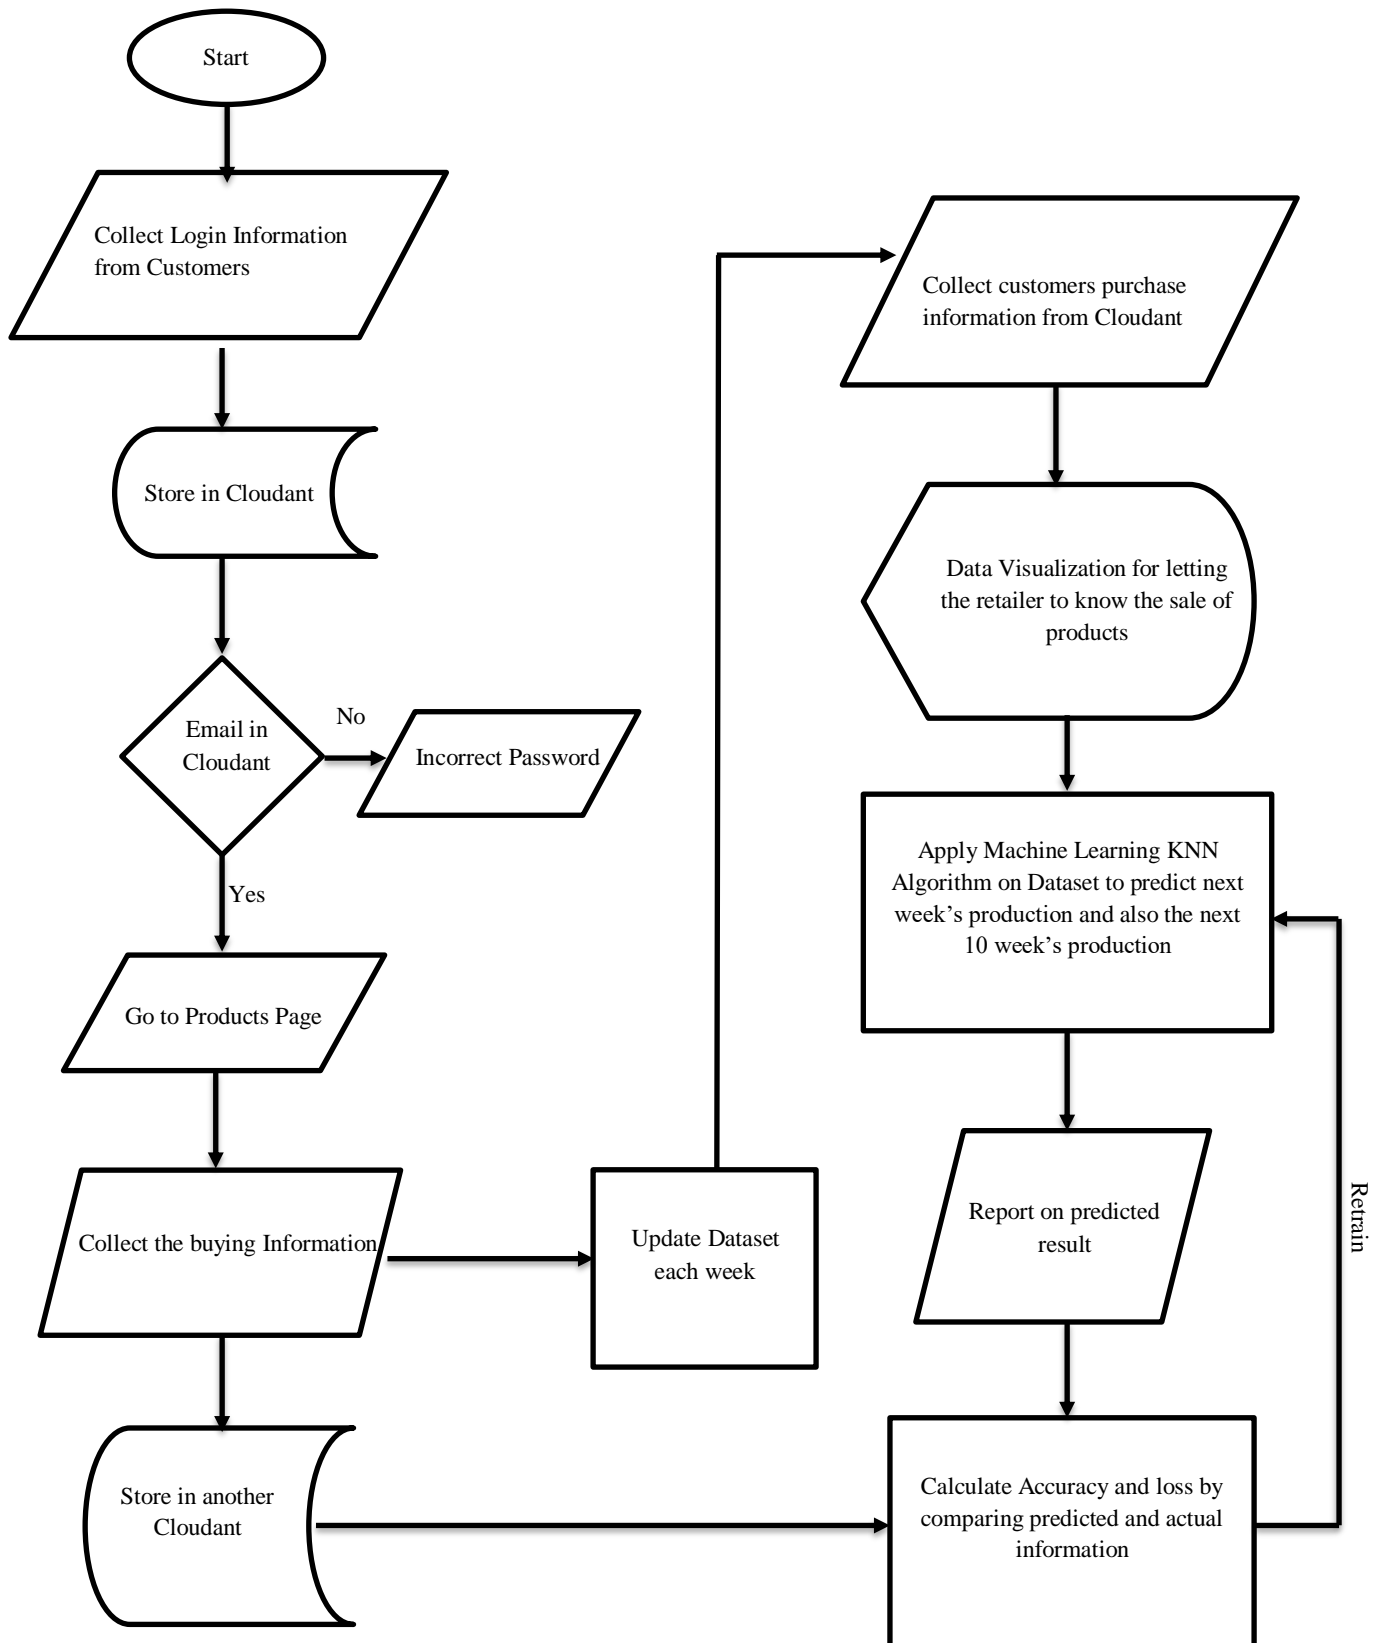 Start
Collect Login Information
from Customers
Store in Cloudant
Email in
Cloudant
No
Incorrect Password
Yes
Go to Products Page
Collect the buying Information
Update Dataset
each week
Store in another
Cloudant
Collect customers purchase
information from Cloudant
Data Visualization for letting
the retailer to know the sale of
products
Apply Machine Learning KNN
Algorithm on Dataset to predict next
week’s production and also the next
10 week’s production
Report on predicted
result
Retrain
Calculate Accuracy and loss by
comparing predicted and actual
information